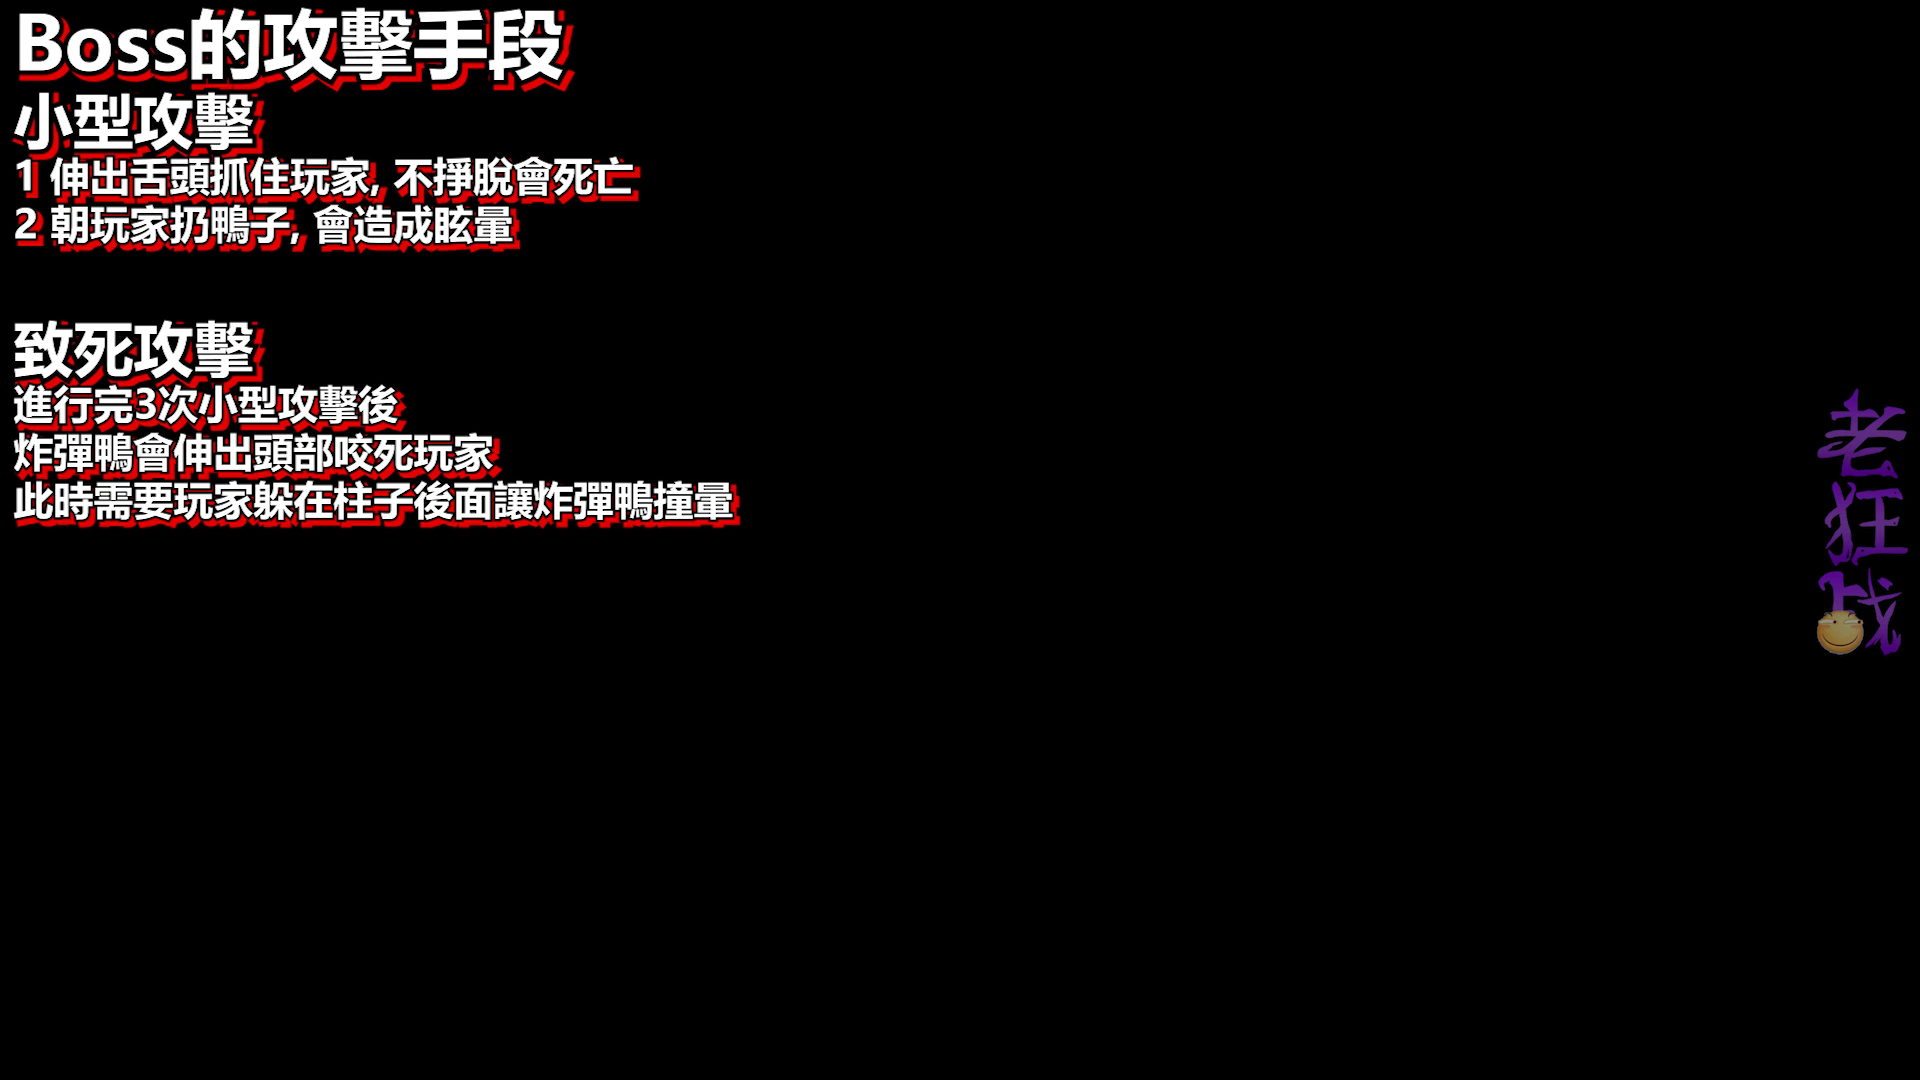 Boss的攻擊手段
小型攻擊
1 伸出舌頭抓住玩家, 不掙脫會死亡
2 朝玩家扔鴨子, 會造成眩暈
致死攻擊
進行完3次小型攻擊後
炸彈鴨會伸出頭部咬死玩家
此時需要玩家躲在柱子後面讓炸彈鴨撞暈
老狂